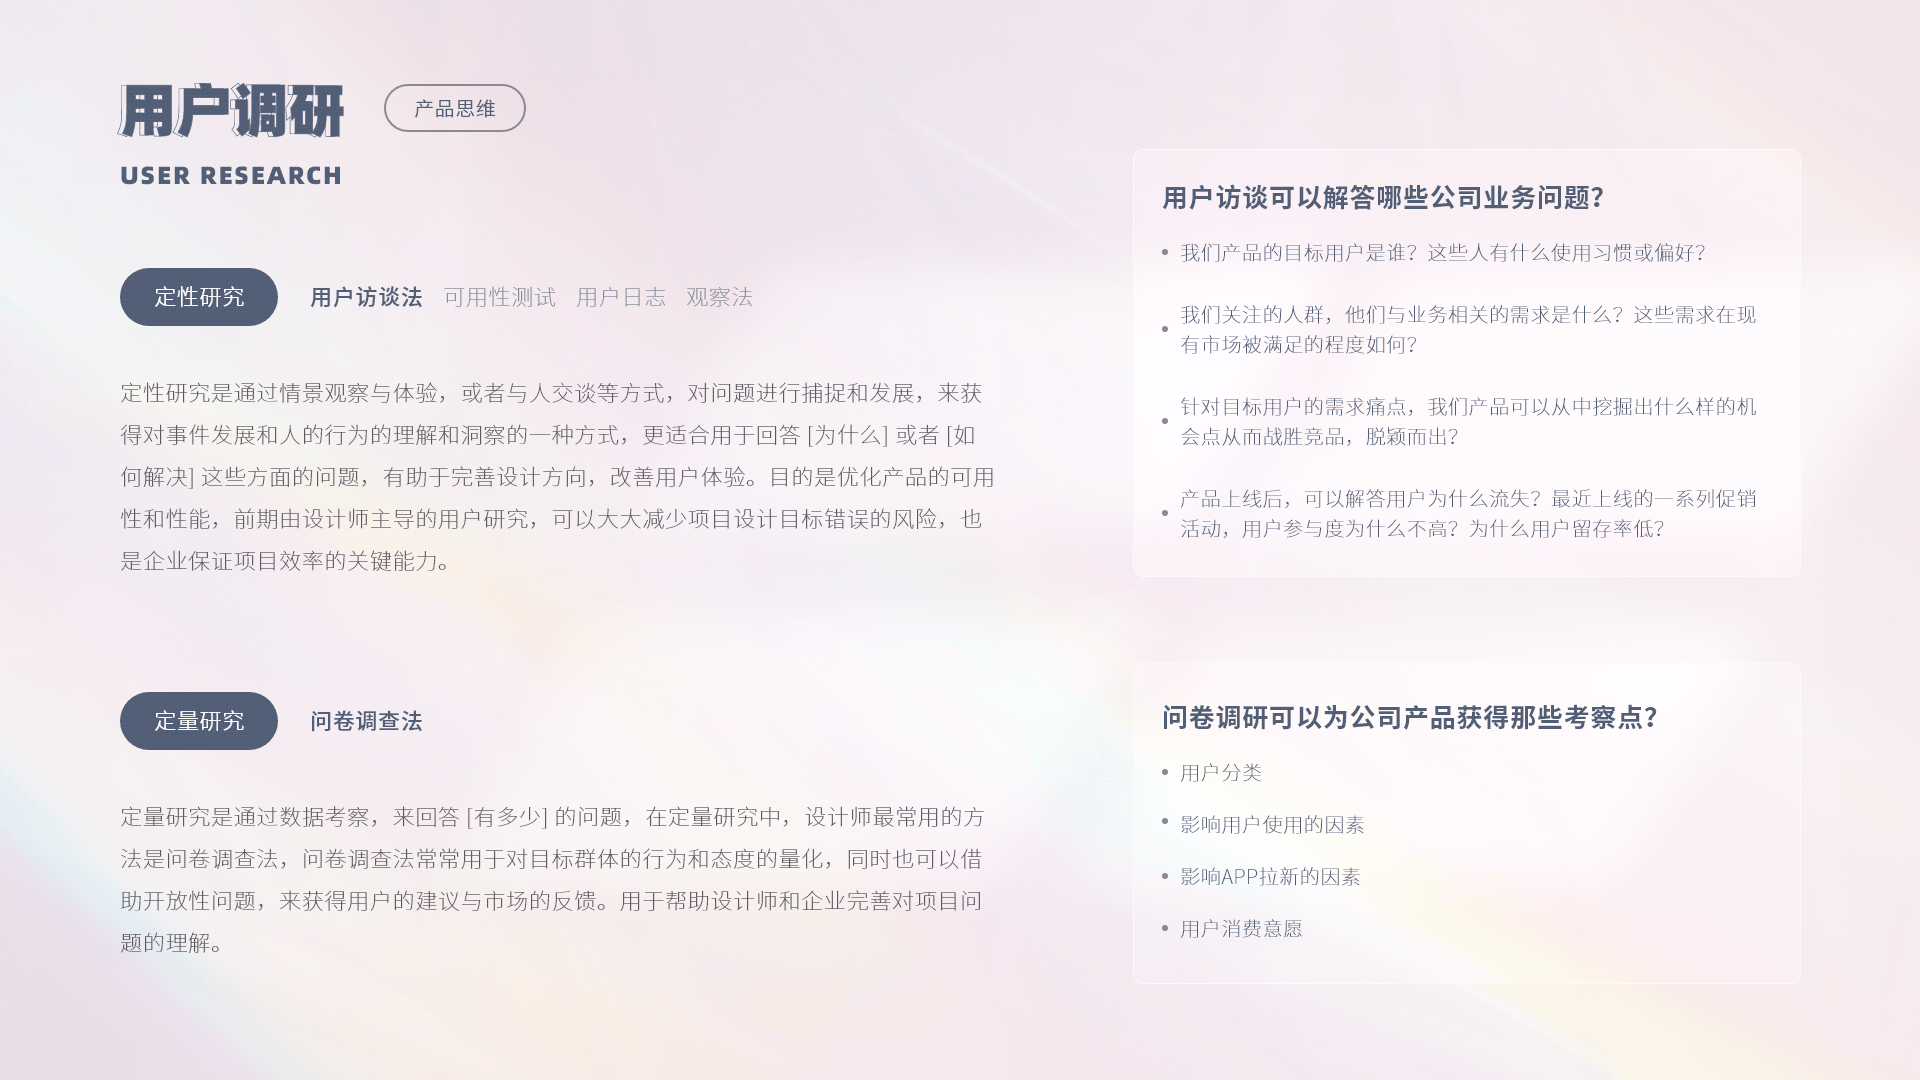 用户调研
产品思维
USER RESEARCH
定性研究
用户访谈法 可用性测试 用户日志 观察法
定性研究是通过情景观察与体验，或者与人交谈等方式，对问题进行捕捉和发展，来获
得对事件发展和人的行为的理解和洞察的一种方式，更适合用于回答 [为什么] 或者 [如
何解决] 这些方面的问题，有助于完善设计方向，改善用户体验。目的是优化产品的可用
性和性能，前期由设计师主导的用户研究，可以大大减少项目设计目标错误的风险，也
是企业保证项目效率的关键能力。
定量研究
问卷调查法
定量研究是通过数据考察，来回答 [有多少] 的问题，在定量研究中，设计师最常用的方
法是问卷调查法，问卷调查法常常用于对目标群体的行为和态度的量化，同时也可以借
助开放性问题，来获得用户的建议与市场的反馈。用于帮助设计师和企业完善对项目问
题的理解。
用户访谈可以解答哪些公司业务问题？
• 我们产品的目标用户是谁？这些人有什么使用习惯或偏好？
• 我们关注的人群，他们与业务相关的需求是什么？这些需求在现
有市场被满足的程度如何？
• 针对目标用户的需求痛点，我们产品可以从中挖掘出什么样的机
会点从而战胜竞品，脱颖而出？
• 产品上线后，可以解答用户为什么流失？最近上线的一系列促销
活动，用户参与度为什么不高？为什么用户留存率低？
问卷调研可以为公司产品获得那些考察点？
• 用户分类
• 影响用户使用的因素
• 影响APP拉新的因素
• 用户消费意愿